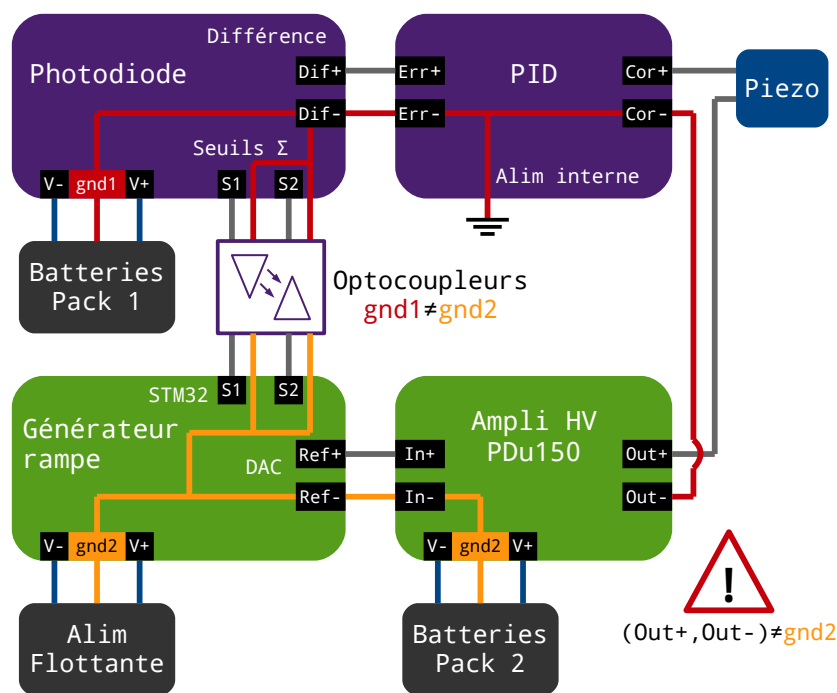 Différence
Photodiode
Dif+
Err+
PID
Cor+
Piezo
Dif-
Err-
Cor-
Seuils Σ
Alim interne
V-
gnd1
V+
S1
S2
Batteries
Pack 1
Optocoupleurs
gnd1≠gnd2
STM32
S1
S2
Générateur
rampe
Ampli HV
PDu150
DAC
Ref+
In+
Out+
Ref-
In-
Out-
V-
gnd2
V+
V-
gnd2
V+
!
Alim
Flottante
Batteries
Pack 2
(Out+,Out-)≠gnd2